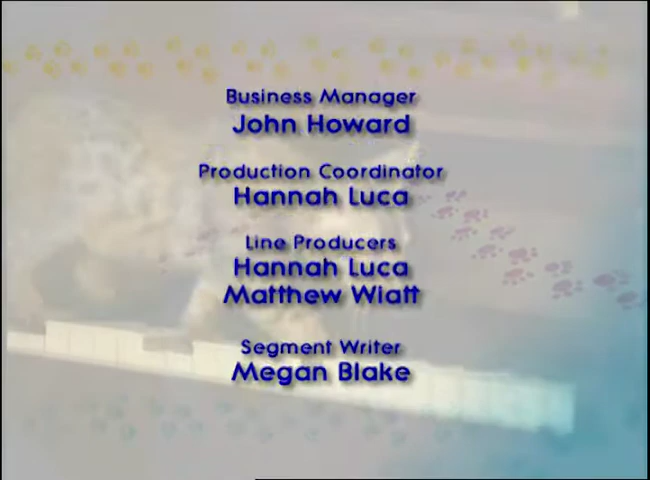 Business Manager
John Howard
Production Coordinator
Hannah Luca
Line Producers
Hannah Luca
Matthew Wiatt
Segment Writer
Megan Blake